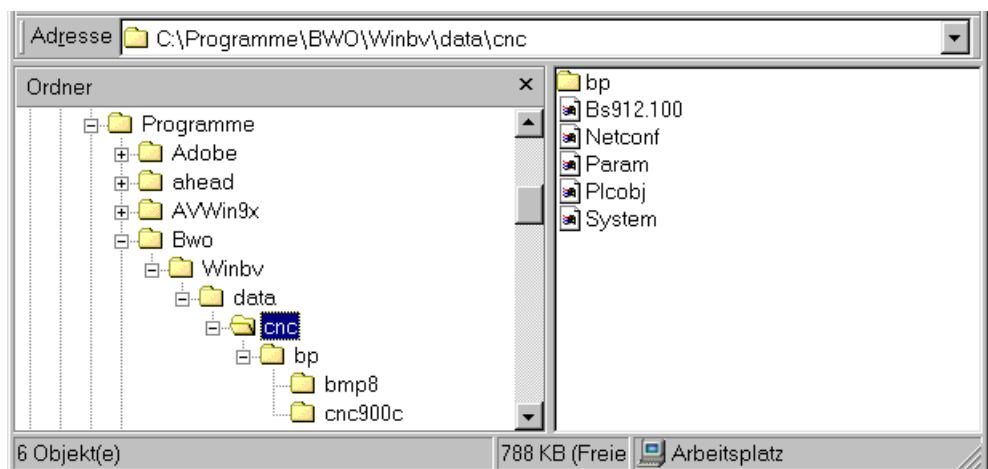 Adresse C:\Programme\BWO\Winbv\data\cnc
Ordner
Programme
Adobe
ahead
AVWin9x
Bwo
Winbv
data
cnc
bp
bmp8
cnc900c
bp
Bs912.100
Netconf
Param
Plcobj
System
6 Objekt(e)
788 KB (Freie
Arbeitsplatz